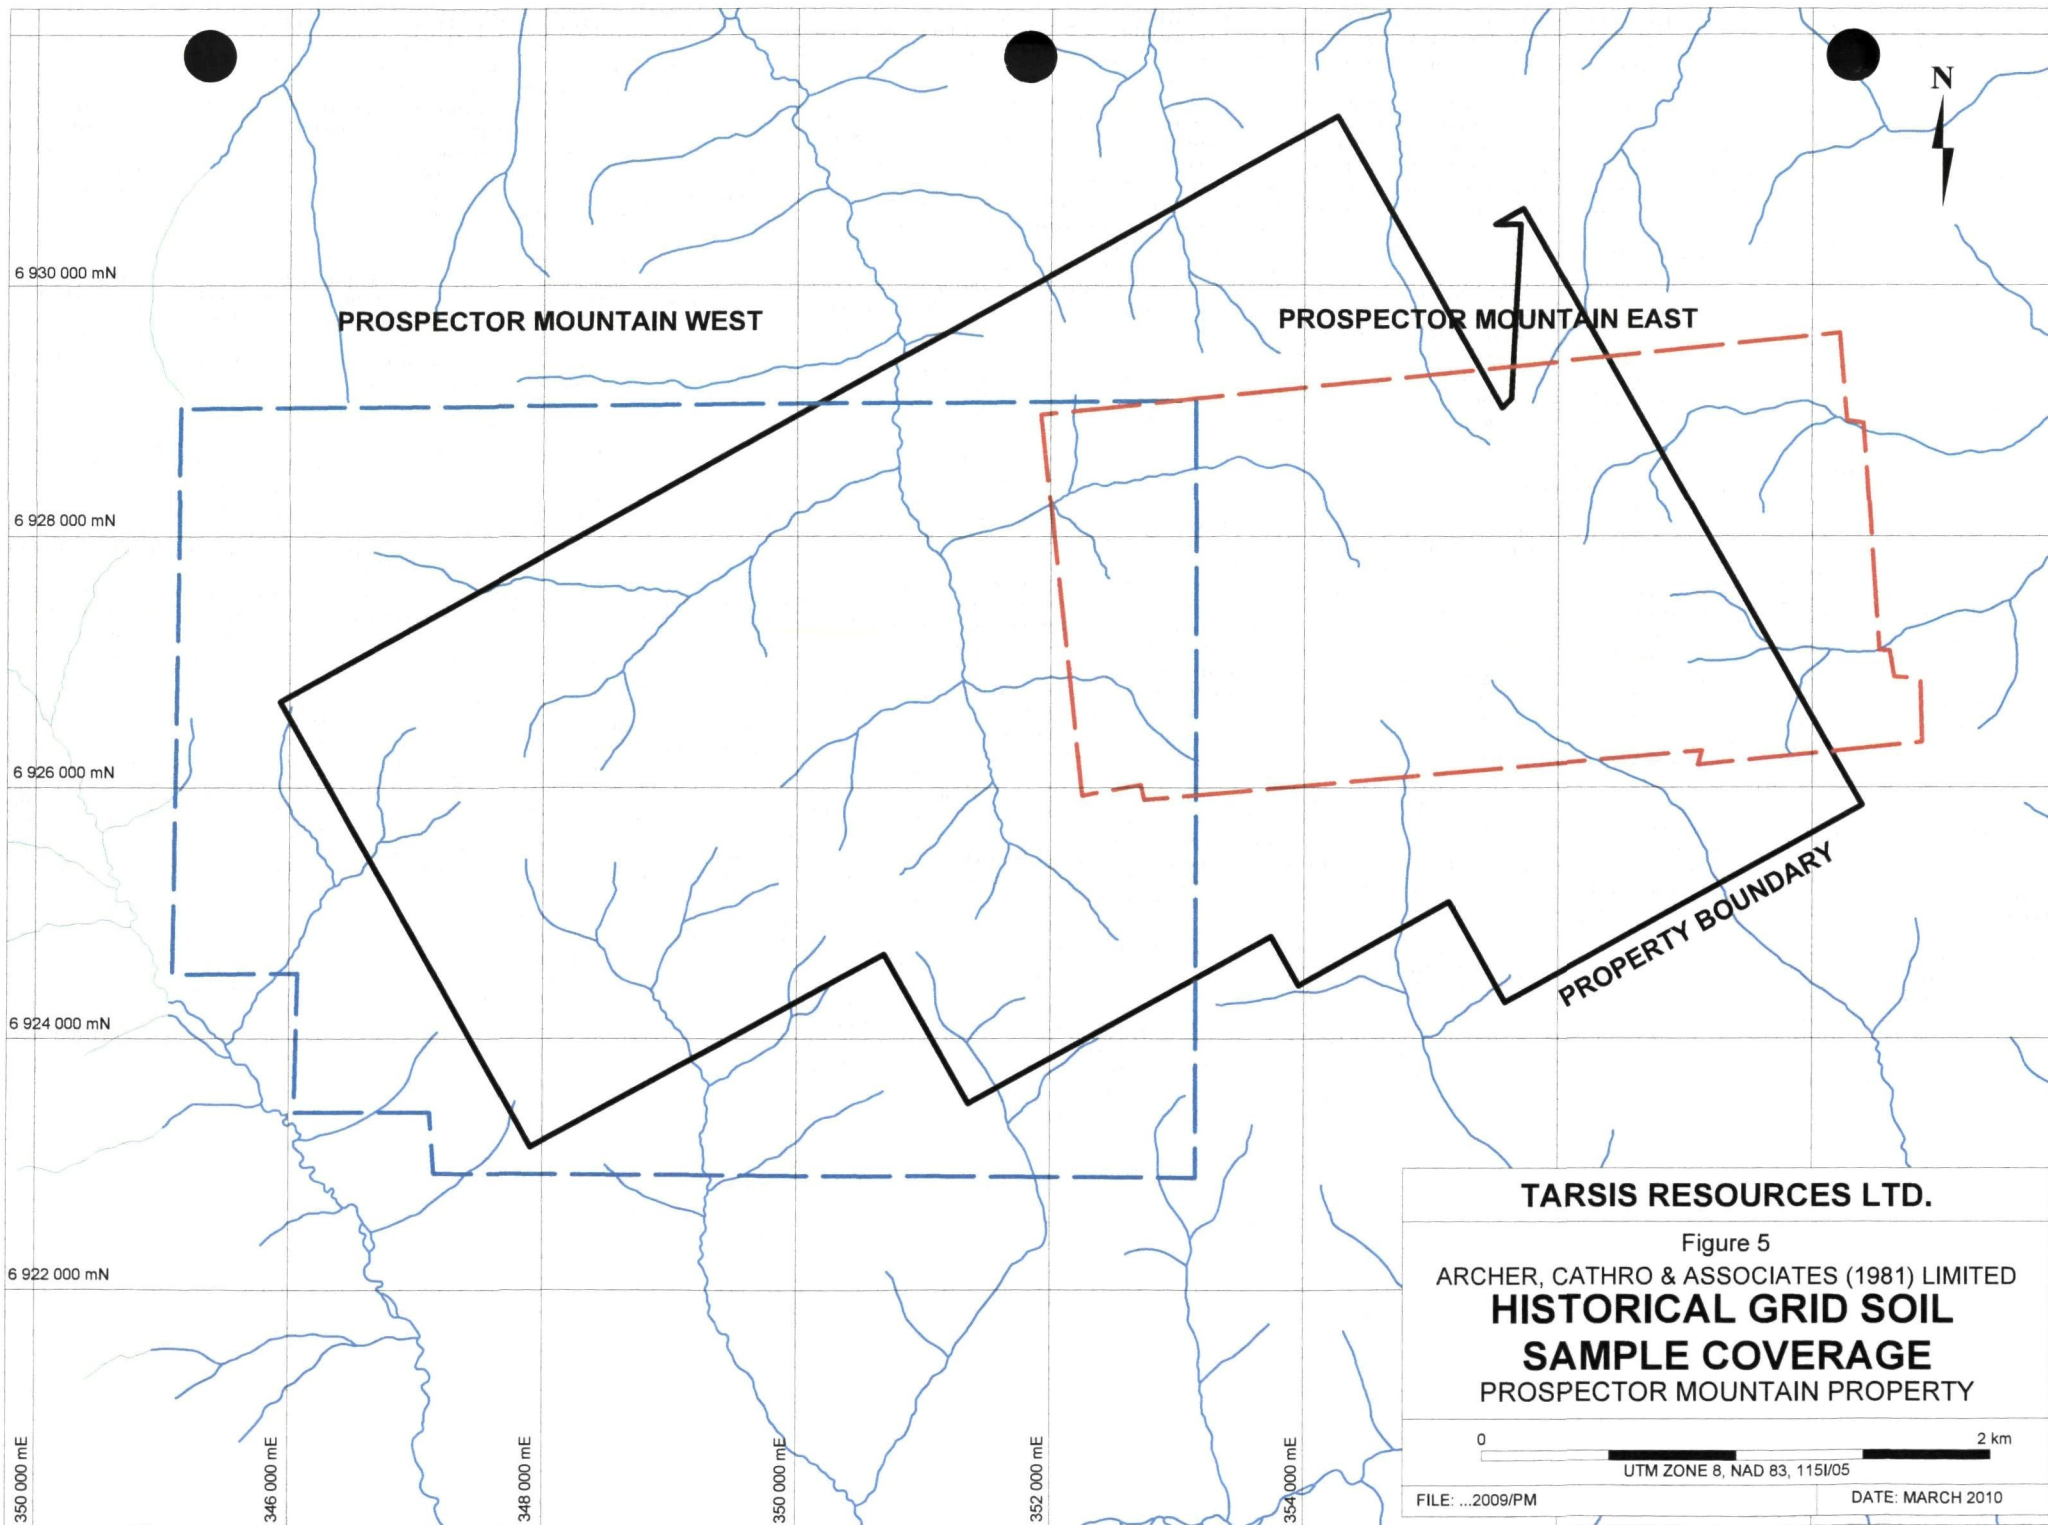 N
6 930 000 mN
PROSPECTOR MOUNTAIN WEST
PROSPECTOR MOUNTAIN EAST
6 928 000 mN
6 926 000 mN
PROPERTY BOUNDARY
6 924 000 mN
6 922 000 mN
350 000 mE
346 000 mE
348 000 mE
350 000 mE
352 000 mE
354 000 mE
TARSIS RESOURCES LTD.
Figure 5
ARCHER, CATHRO & ASSOCIATES (1981) LIMITED
HISTORICAL GRID SOIL
SAMPLE COVERAGE
PROSPECTOR MOUNTAIN PROPERTY
0 2 km
UTM ZONE 8, NAD 83, 115I/05
FILE: ...2009/PM DATE: MARCH 2010